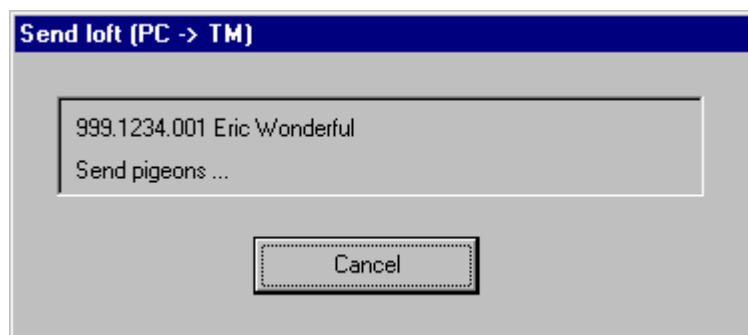 Send loft (PC -> TM)
999.1234.001 Eric Wonderful
Send pigeons ...
Cancel